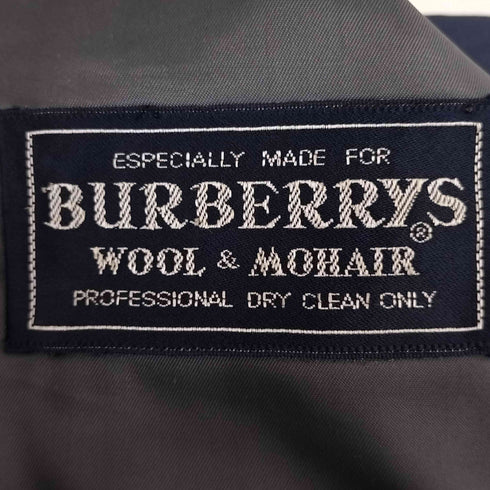 ESPECIALLY MADE FOR
BURBERRYS®
WOOL & MOHAIR
PROFESSIONAL DRY CLEAN ONLY